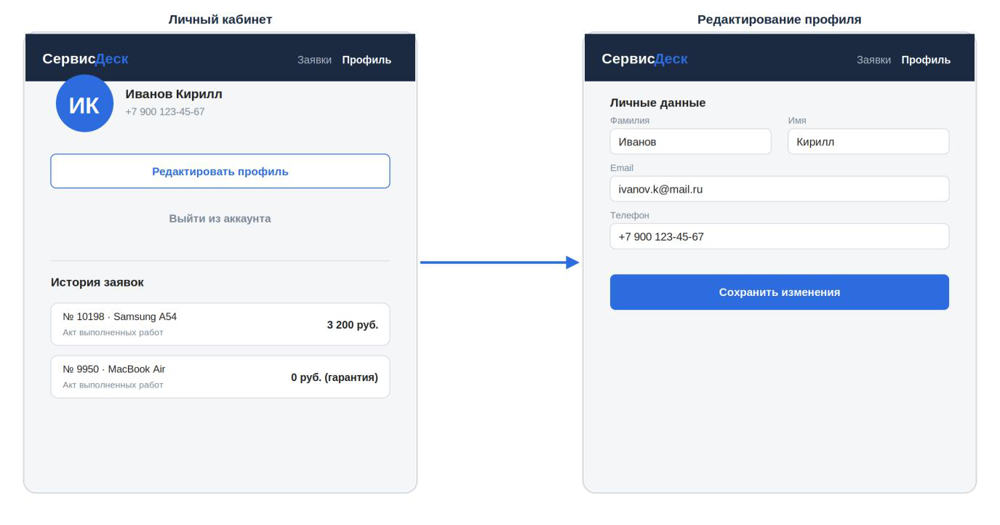 Личный кабинет
СервисДеск
Заявки Профиль
ИК
Иванов Кирилл
+7 900 123-45-67
Редактировать профиль
Выйти из аккаунта
История заявок
№ 10198 · Samsung A54
Акт выполненных работ
3 200 руб.
№ 9950 · MacBook Air
Акт выполненных работ
0 руб. (гарантия)
Редактирование профиля
СервисДеск
Заявки Профиль
Личные данные
Фамилия
Иванов
Имя
Кирилл
Email
ivanov.k@mail.ru
Телефон
+7 900 123-45-67
Сохранить изменения